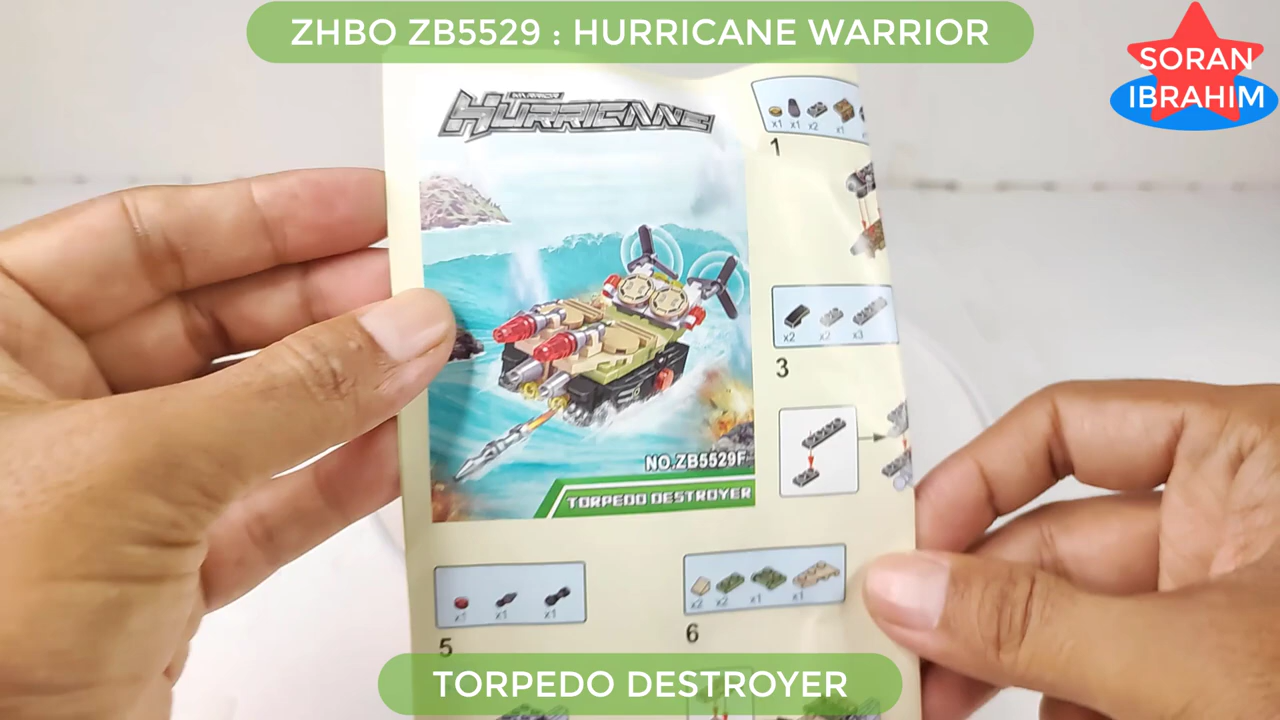 ZHBO ZB5529 : HURRICANE WARRIOR
SORAN
IBRAHIM
WARRIOR
HURRICANE
x1 x1 x2 x1
1
x2 x2 x3
3
NO.ZB5529F
TORPEDO DESTROYER
x1 x1 x1
5
x2 x2 x1 x1
6
TORPEDO DESTROYER